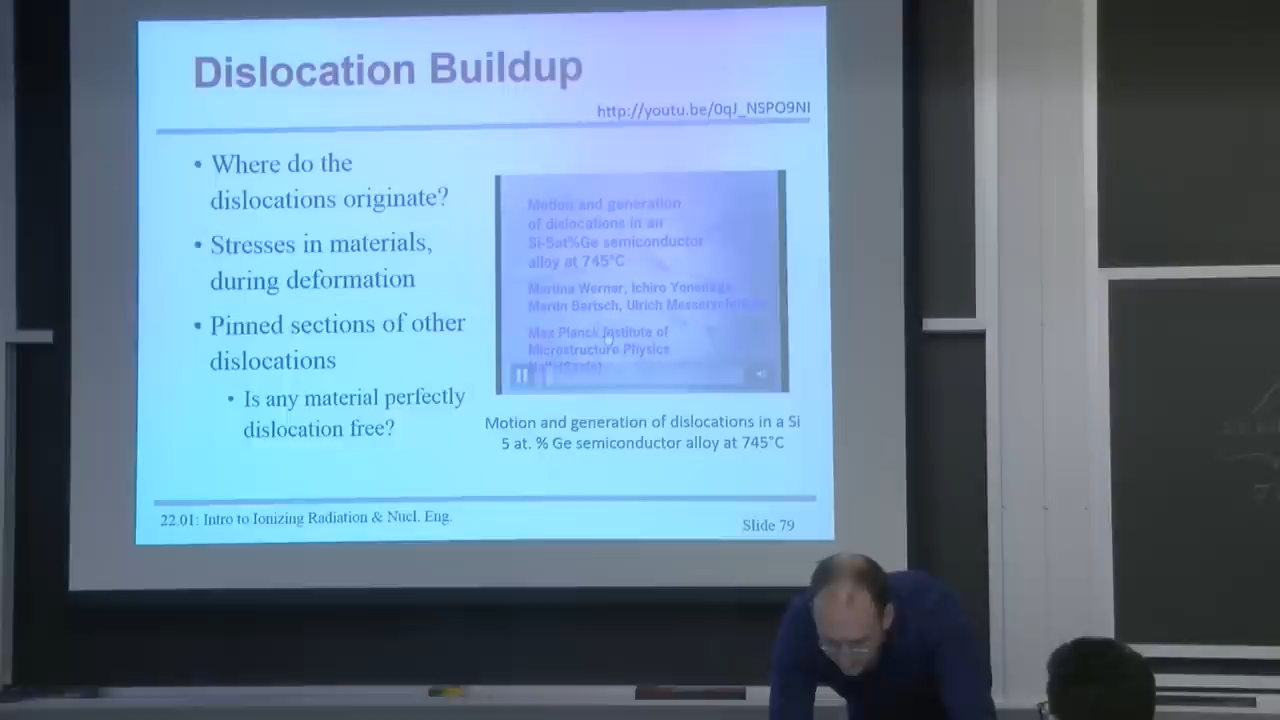 Dislocation Buildup
http://youtu.be/0qJ_NSPO9NI
• Where do the
dislocations originate?
• Stresses in materials,
during deformation
• Pinned sections of other
dislocations
• Is any material perfectly
dislocation free?
Motion and generation
of dislocations in an
Si-5at%Ge semiconductor
alloy at 745°C
Martina Werner, Ichiro Yonenaga
Martin Bartsch, Ulrich
Max Planck Institute of
Microstructure Physics
Motion and generation of dislocations in a Si
5 at. % Ge semiconductor alloy at 745°C
22.01: Intro to Ionizing Radiation & Nucl. Eng.
Slide 79